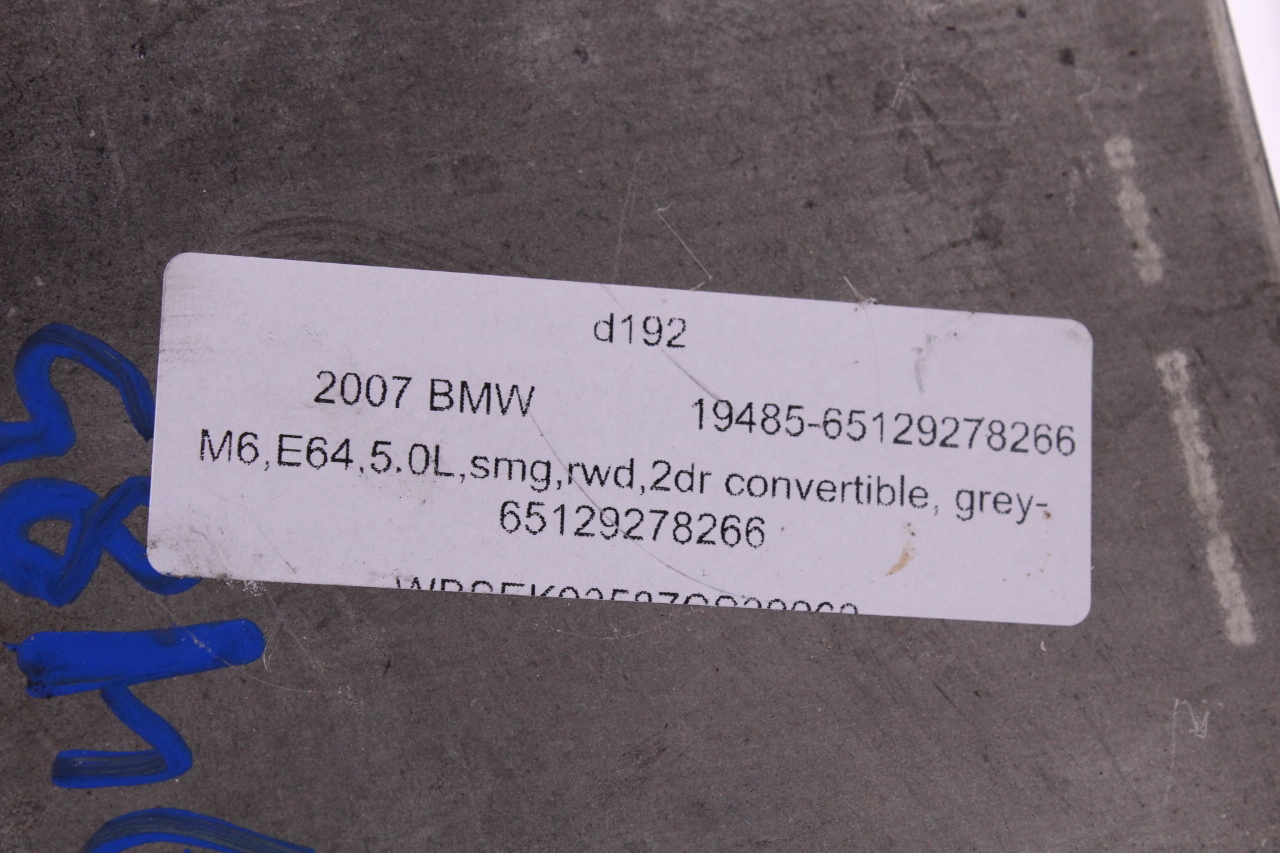 d192
2007 BMW 19485-65129278266
M6,E64,5.0L,smg,rwd,2dr convertible, grey-
65129278266